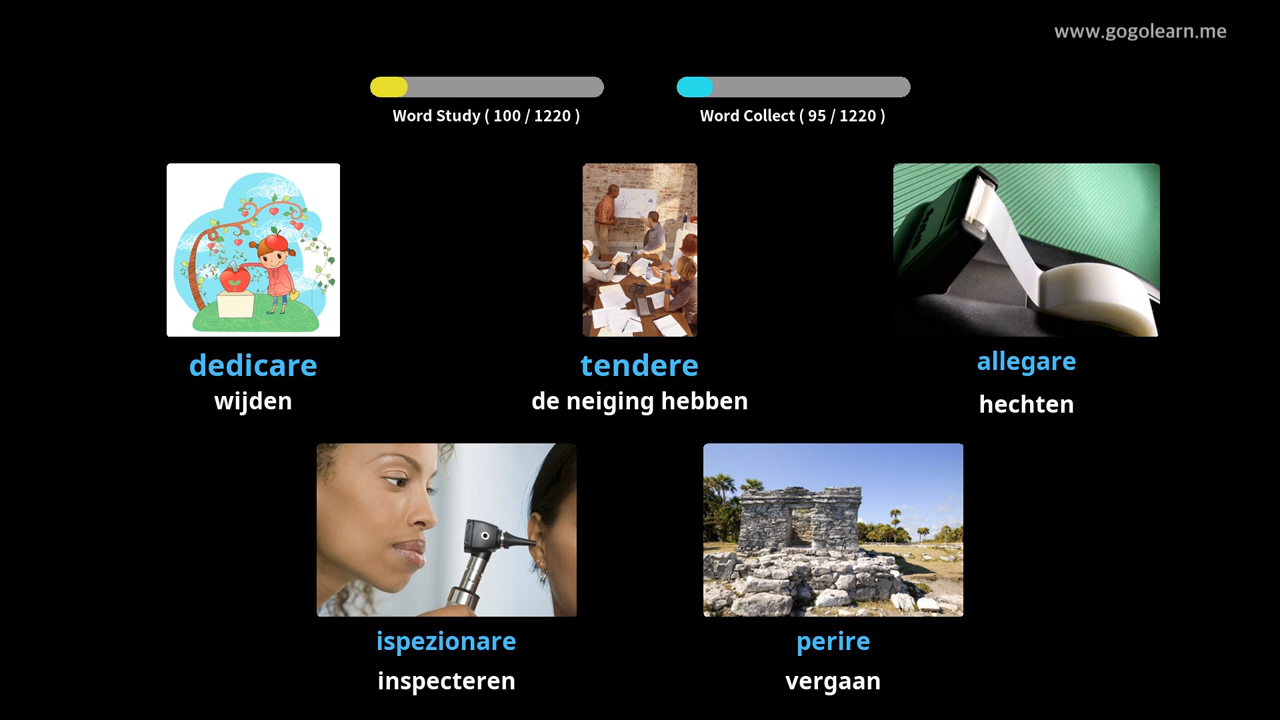 www.gogolearn.me
Word Study ( 100 / 1220 )
Word Collect ( 95 / 1220 )
dedicare
wijden
tendere
de neiging hebben
allegare
hechten
ispezionare
inspecteren
perire
vergaan